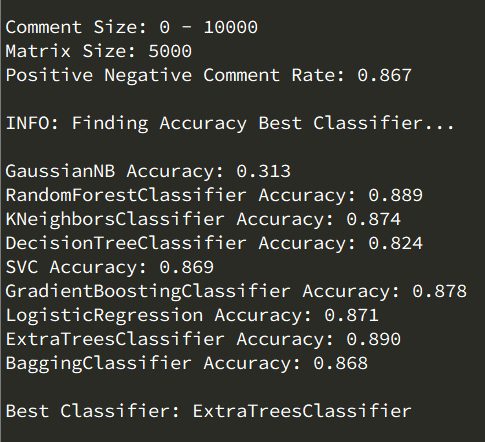 Comment Size: 0 - 10000
Matrix Size: 5000
Positive Negative Comment Rate: 0.867
INFO: Finding Accuracy Best Classifier...
GaussianNB Accuracy: 0.313
RandomForestClassifier Accuracy: 0.889
KNeighborsClassifier Accuracy: 0.874
DecisionTreeClassifier Accuracy: 0.824
SVC Accuracy: 0.869
GradientBoostingClassifier Accuracy: 0.878
LogisticRegression Accuracy: 0.871
ExtraTreesClassifier Accuracy: 0.890
BaggingClassifier Accuracy: 0.868
Best Classifier: ExtraTreesClassifier